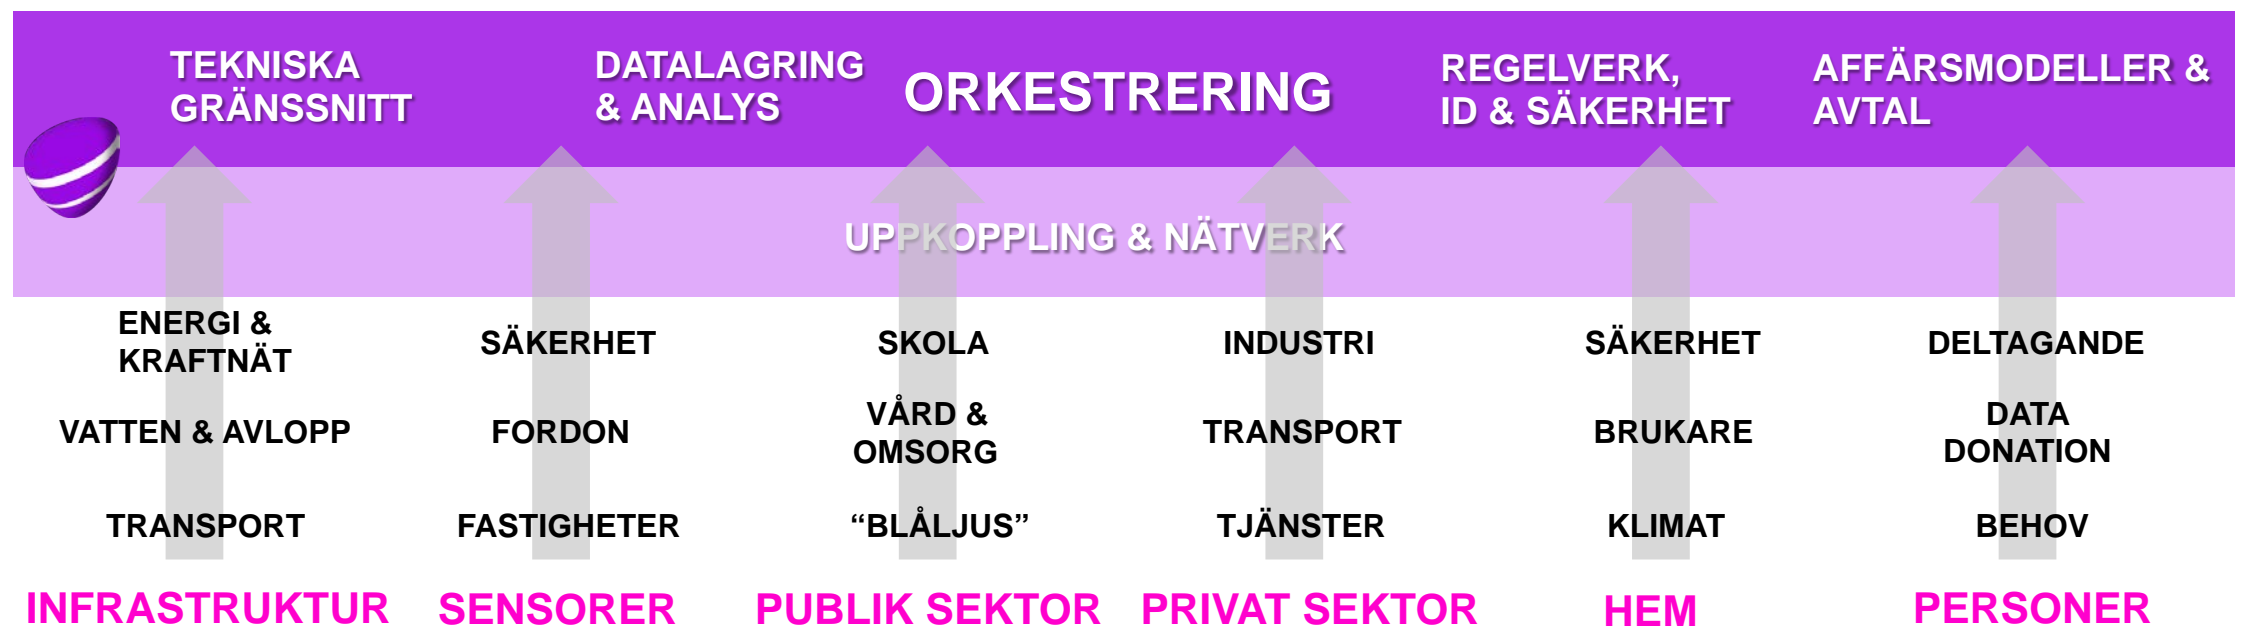 TEKNISKA
GRÄNSSNITT
DATALAGRING
& ANALYS
ORKESTRERING
REGELVERK,
ID & SÄKERHET
AFFÄRSMODELLER &
AVTAL
UPPKOPPLING & NÄTVERK
ENERGI &
KRAFTNÄT
SÄKERHET
SKOLA
INDUSTRI
SÄKERHET
DELTAGANDE
VATTEN & AVLOPP
FORDON
VÅRD &
OMSORG
TRANSPORT
BRUKARE
DATA
DONATION
TRANSPORT
FASTIGHETER
“BLÅLJUS”
TJÄNSTER
KLIMAT
BEHOV
INFRASTRUKTUR
SENSORER
PUBLIK SEKTOR
PRIVAT SEKTOR
HEM
PERSONER